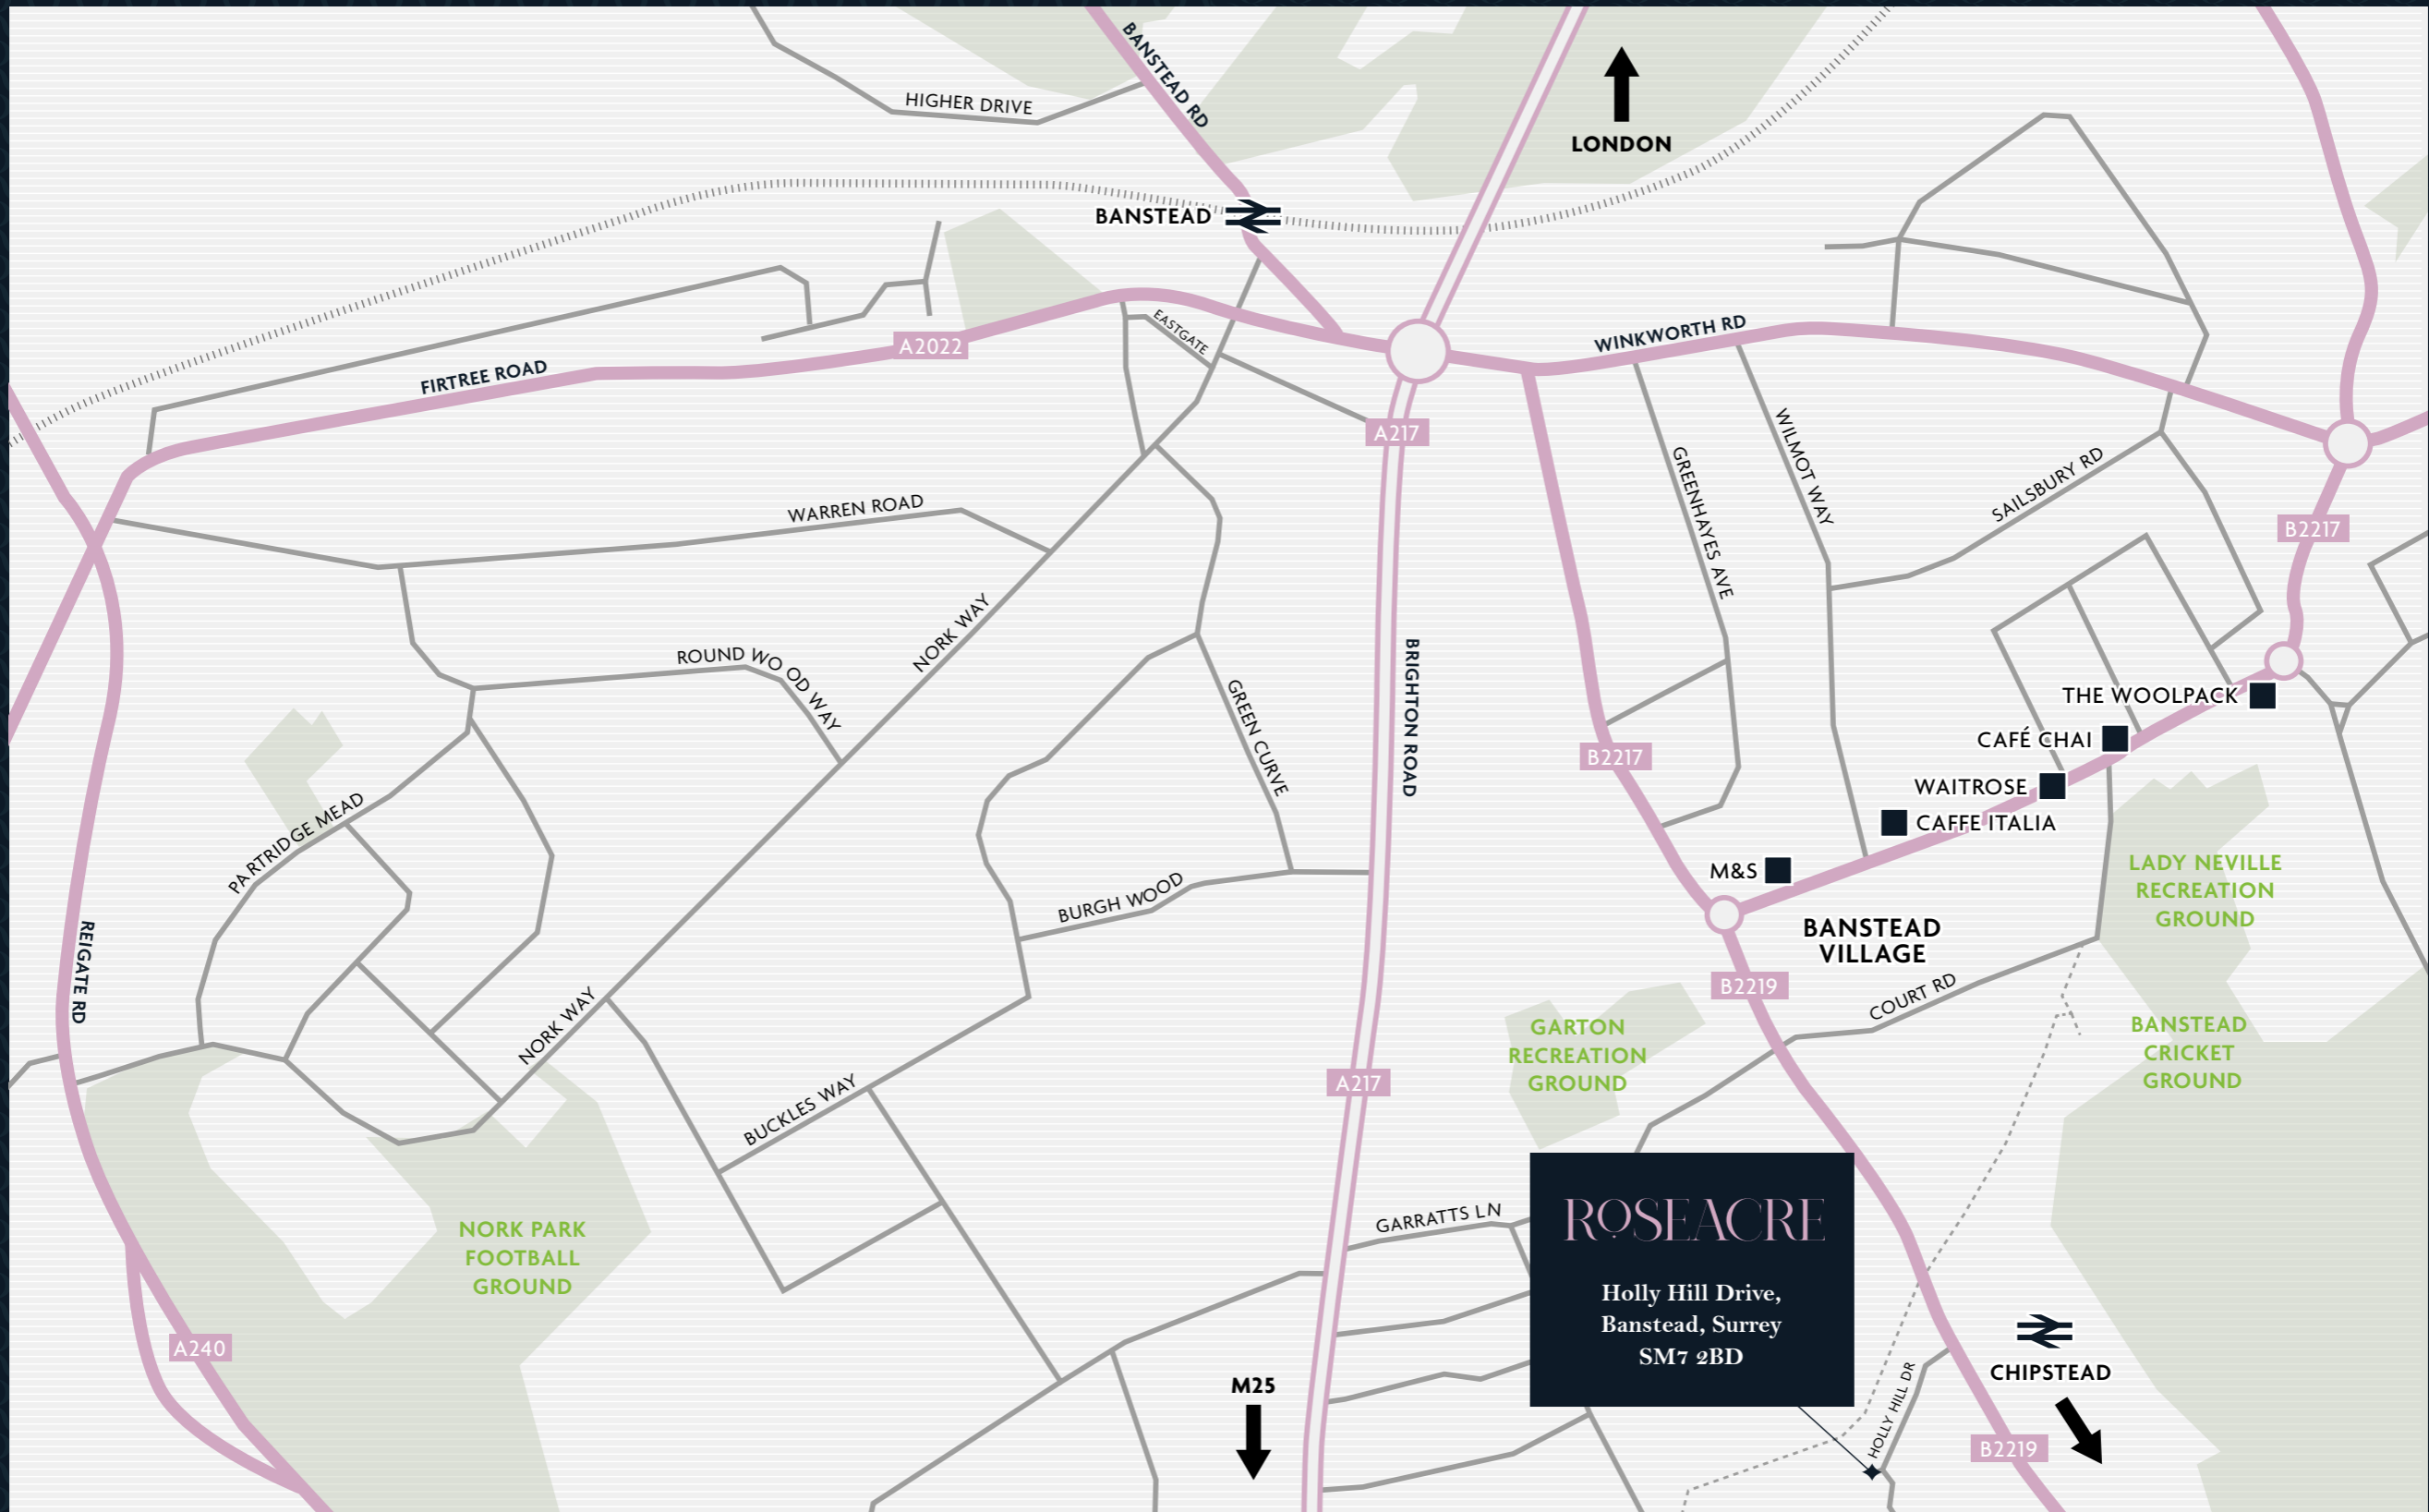 BANSTEAD RD
HIGHER DRIVE
LONDON
BANSTEAD
EASTGATE
WINKWORTH RD
A2022
FIRTREE ROAD
A217
WILMOT WAY
GREENHAYES AVE
SAILSBURY RD
WARREN ROAD
B2217
NORK WAY
ROUND WO OD WAY
BRIGHTON ROAD
GREEN CURVE
THE WOOLPACK
CAFÉ CHAI
B2217
WAITROSE
CAFFE ITALIA
PARTRIDGE MEAD
M&S
LADY NEVILLE
RECREATION
GROUND
BURGH WOOD
BANSTEAD
VILLAGE
REIGATE RD
B2219
COURT RD
NORK WAY
GARTON
RECREATION
GROUND
BANSTEAD
CRICKET
GROUND
A217
BUCKLES WAY
GARRATTS LN
ROSEACRE
Holly Hill Drive,
Banstead, Surrey
SM7 2BD
NORK PARK
FOOTBALL
GROUND
A240
M25
CHIPSTEAD
HOLLY HILL DR
B2219